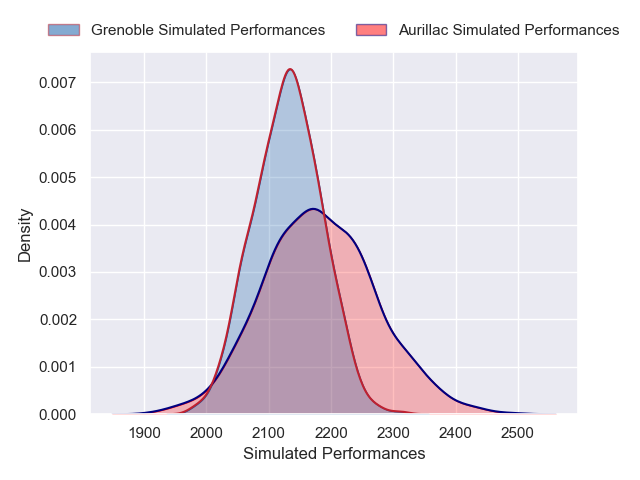 Grenoble Simulated Performances Aurillac Simulated Performances
0.007
0.006
0.005
0.004
0.003
0.002
0.001
0.000
Density
1900 2000 2100 2200 2300 2400 2500
Simulated Performances